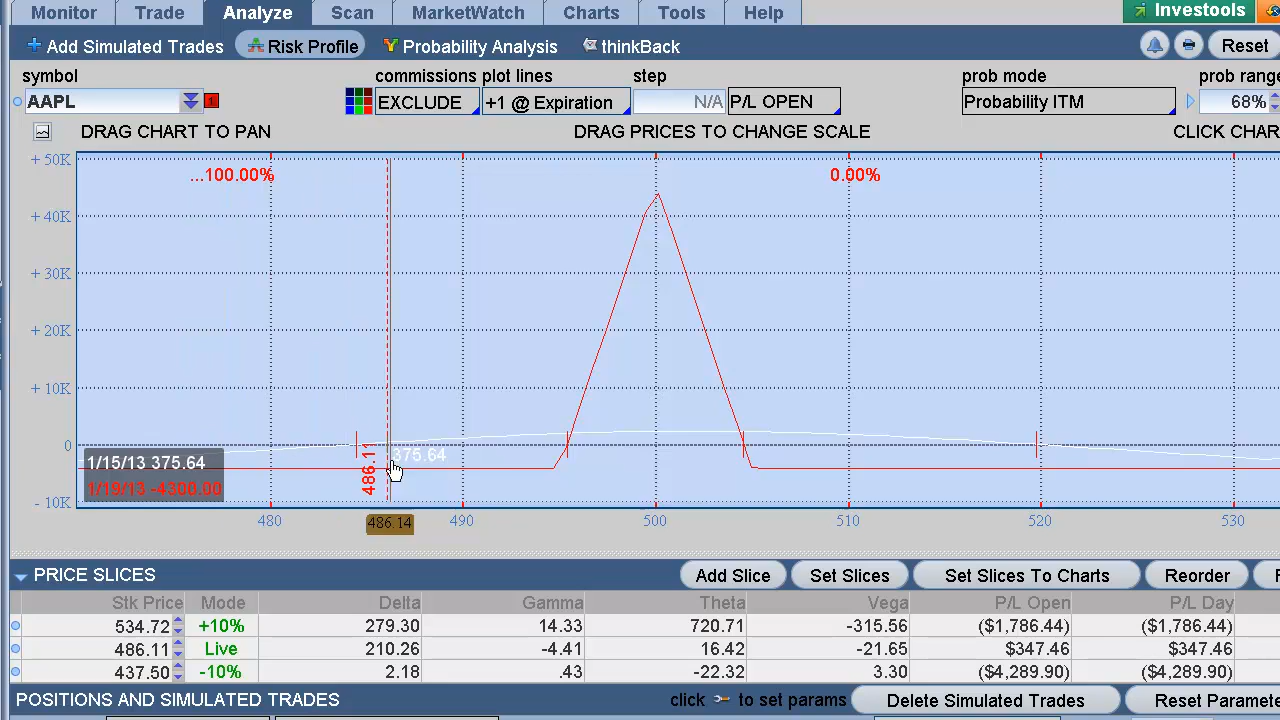 Monitor Trade Analyze Scan MarketWatch Charts Tools Help Investools
Add Simulated Trades Risk Profile Probability Analysis thinkBack Reset
symbol commissions plot lines step prob mode prob range
AAPL 1 EXCLUDE +1 @ Expiration N/A P/L OPEN Probability ITM 68%
DRAG CHART TO PAN DRAG PRICES TO CHANGE SCALE CLICK CHAR
+ 50K
...100.00% 0.00%
+ 40K
+ 30K
+ 20K
+ 10K
0
486.11
375.64
1/15/13 375.64
1/19/13 -4300.00
- 10K
480 486.14 490 500 510 520 530
PRICE SLICES Add Slice Set Slices Set Slices To Charts Reorder
Stk Price Mode Delta Gamma Theta Vega P/L Open P/L Day
534.72 +10% 279.30 14.33 720.71 -315.56 ($1,786.44) ($1,786.44)
486.11 Live 210.26 -4.41 16.42 -21.65 $347.46 $347.46
437.50 -10% 2.18 .43 -22.32 3.30 ($4,289.90) ($4,289.90)
POSITIONS AND SIMULATED TRADES click to set params Delete Simulated Trades Reset Paramete